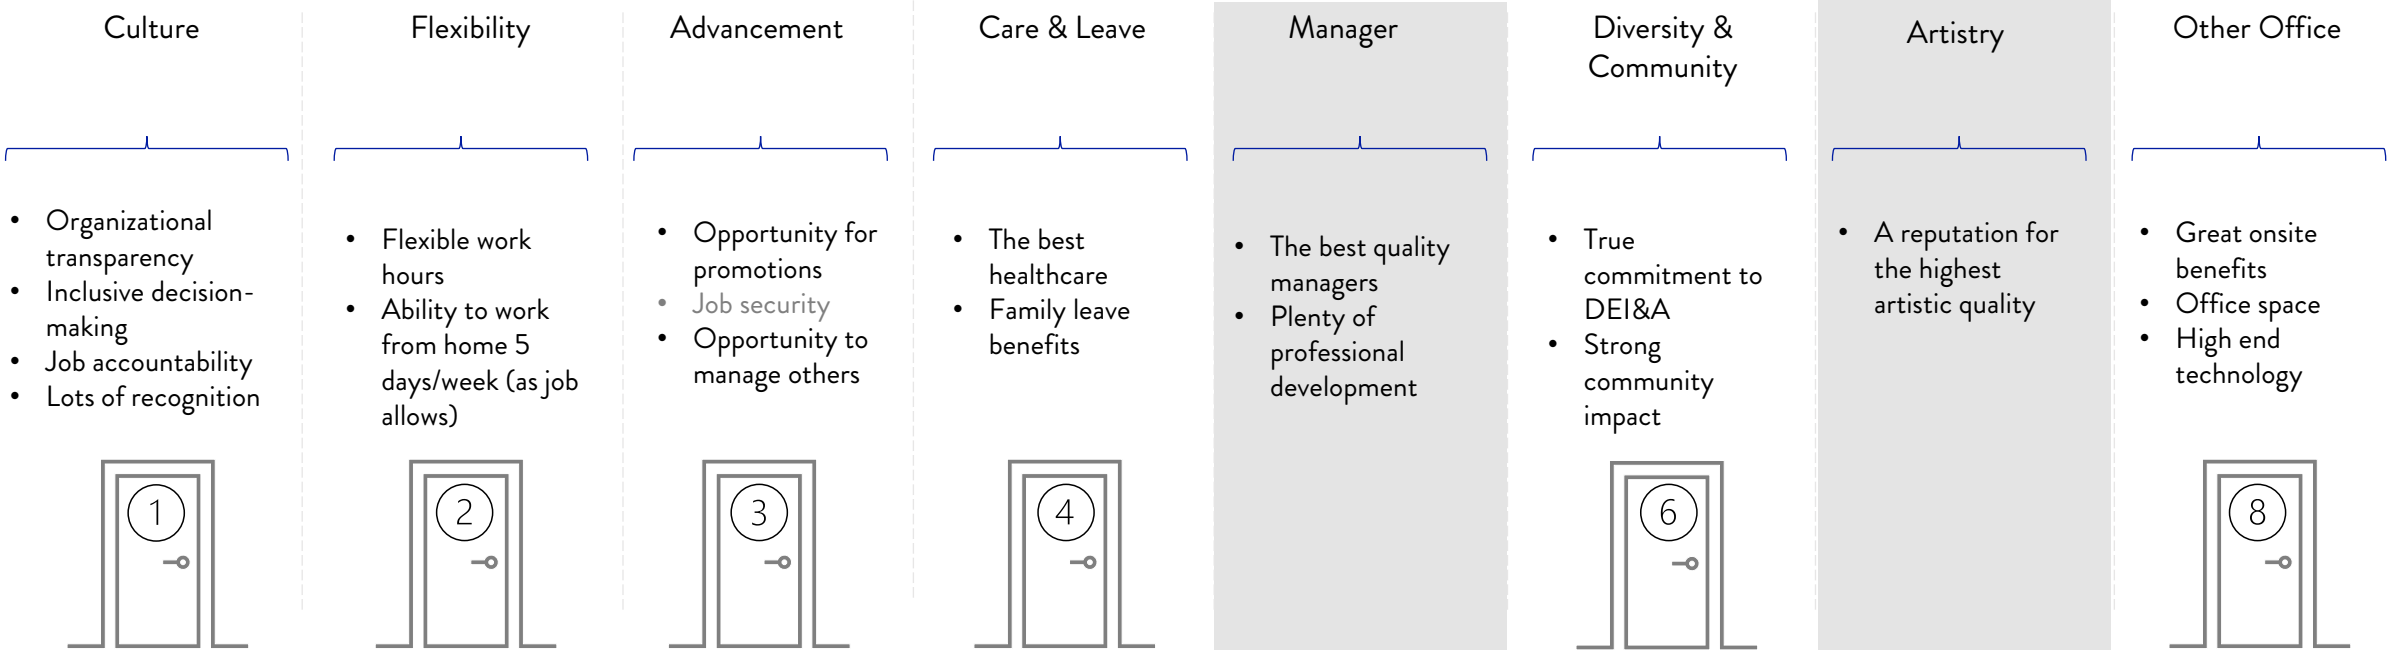 Culture
Flexibility
Advancement
Care & Leave
Manager
Diversity &
Community
Artistry
Other Office
• Organizational
transparency
• Inclusive decision-
making
• Job accountability
• Lots of recognition
• Flexible work
hours
• Ability to work
from home 5
days/week (as job
allows)
• Opportunity for
promotions
• Job security
• Opportunity to
manage others
• The best
healthcare
• Family leave
benefits
• The best quality
managers
• Plenty of
professional
development
• True
commitment to
DEI&A
• Strong
community
impact
• A reputation for
the highest
artistic quality
• Great onsite
benefits
• Office space
• High end
technology
1
2
3
4
6
8